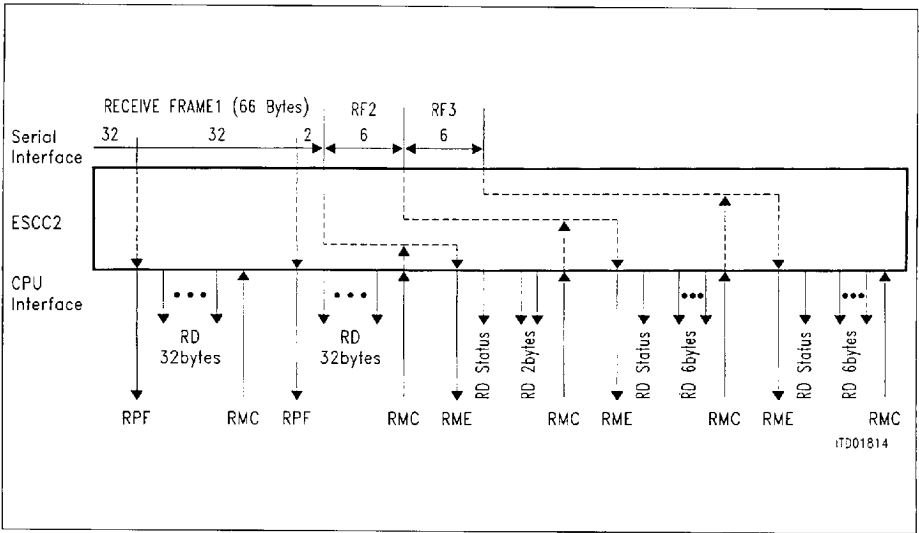 RECEIVE FRAME1 (66 Bytes) RF2 RF3
Serial Interface
32 32 2 6 6
ESCC2
CPU Interface
RD 32bytes
RD 32bytes
RD Status
RD 2bytes
RD Status
RD 6bytes
RD Status
RD 6bytes
RPF RMC RPF RMC RME RMC RME RMC RME RMC
ITD01814